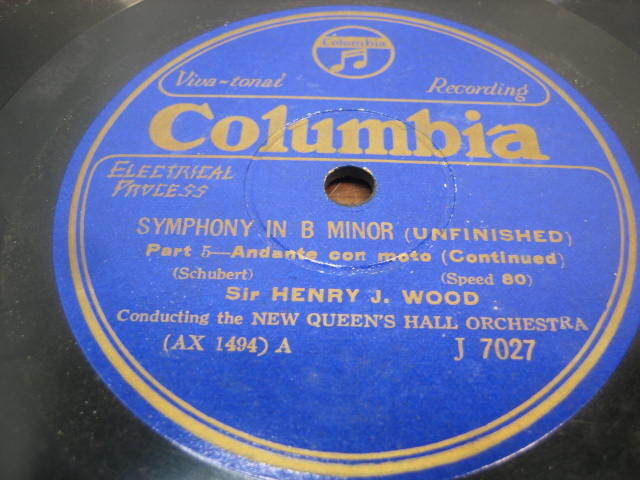 Columbia
Viva-tonal Recording
Columbia
ELECTRICAL
PROCESS
SYMPHONY IN B MINOR (UNFINISHED)
Part 5—Andante con moto (Continued)
(Schubert) (Speed 80)
Sir HENRY J. WOOD
Conducting the NEW QUEEN'S HALL ORCHESTRA
(AX 1494) A J 7027